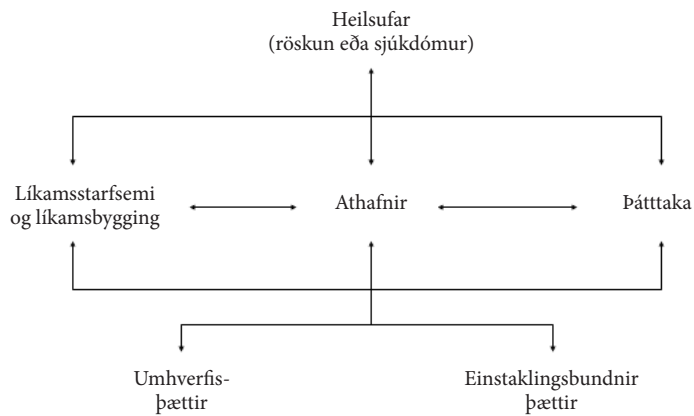 Heilsufar
(röskun eða sjúkdómur)
Líkamsstarfsemi
og líkamsbygging
Athafnir
Þátttaka
Umhverfis-
þættir
Einstaklingsbundnir
þættir